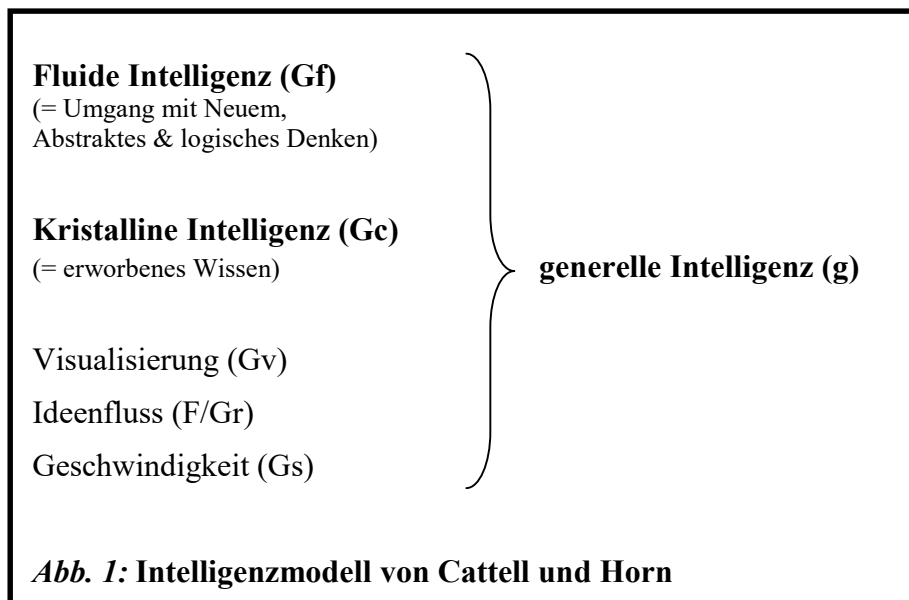 Fluide Intelligenz (Gf)
(= Umgang mit Neuem,
Abstraktes & logisches Denken)
Kristalline Intelligenz (Gc)
(= erworbenes Wissen)
generelle Intelligenz (g)
Visualisierung (Gv)
Ideenfluss (F/Gr)
Geschwindigkeit (Gs)
Abb. 1: Intelligenzmodell von Cattell und Horn